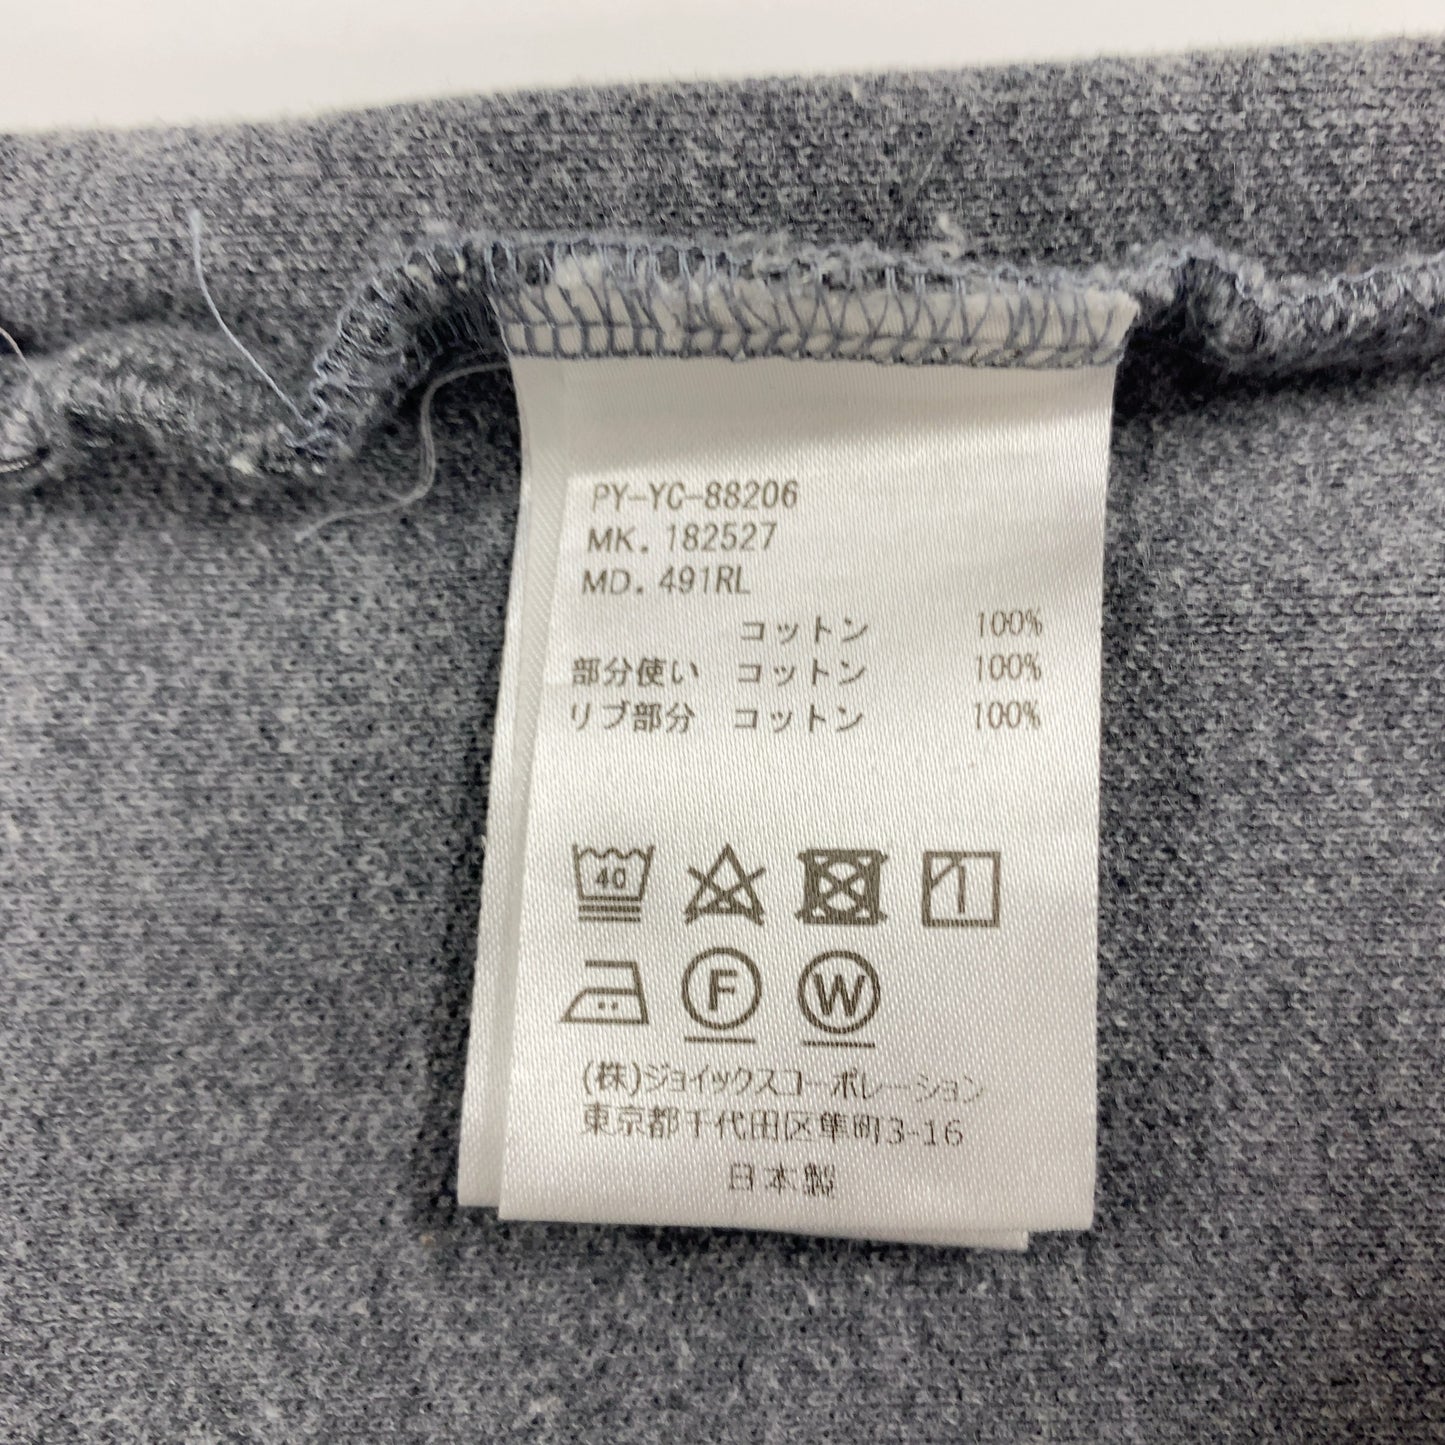 PY-YC-88206
MK. 182527
MD. 491RL
コットン 100%
部分使い コットン 100%
リブ部分 コットン 100%
40
1
F W
(株)ジョイックスコーポレーション
東京都千代田区隼町3-16
日本製